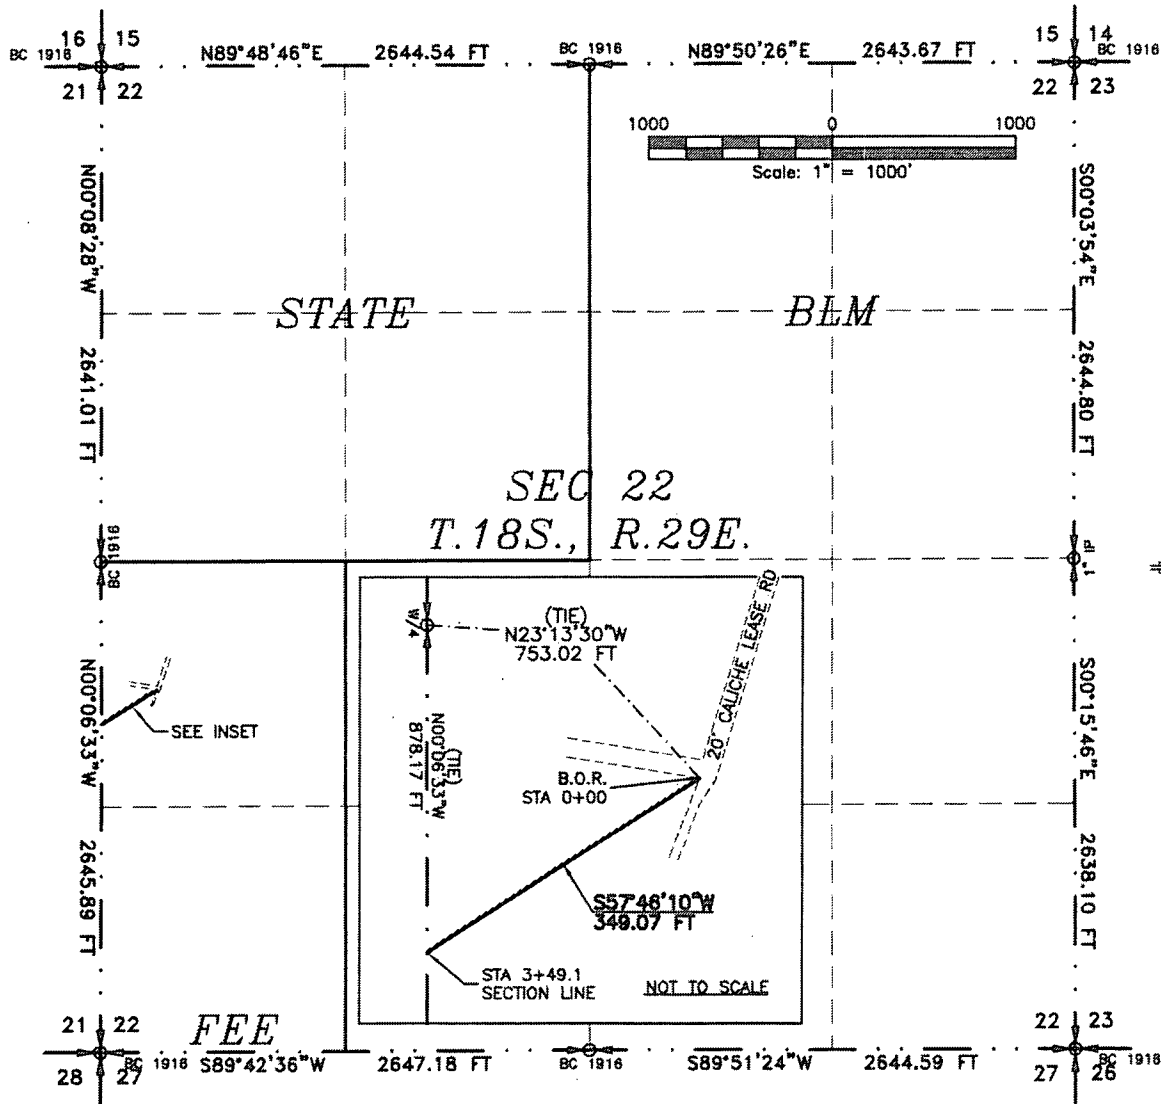 16 15
BC 1918
21 22
N89°48'46"E 2644.54 FT
BC 1916
N89°50'26"E 2643.67 FT
15 14
BC 1916
22 23
1000 0 1000
Scale: 1" = 1000'
N00°08'28"W 2641.01 FT
S00°03'54"E 2644.80 FT
STATE
BLM
SEC 22
T.18S., R.29E.
BC 1916
1" IP
N00°06'33"W 2645.89 FT
SEE INSET
W/4
(TIE)
N23°13'30"W
753.02 FT
20' CALICHE LEASE RD
(TIE)
N00°06'33"W
878.17 FT
B.O.R.
STA 0+00
S57°46'10"W
349.07 FT
STA 3+49.1
SECTION LINE
NOT TO SCALE
S00°15'46"E 2638.10 FT
FEE
21 22
28 27
BC 1916
S89°42'36"W 2647.18 FT
BC 1916
S89°51'24"W 2644.59 FT
22 23
27 26
BC 1916